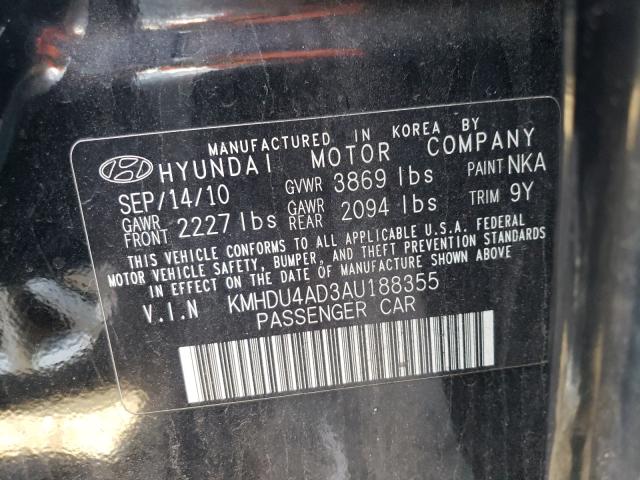 MANUFACTURED IN KOREA BY
HYUNDAI MOTOR COMPANY
SEP/14/10 GVWR 3869 lbs PAINT NKA
GAWR FRONT 2227 lbs GAWR REAR 2094 lbs TRIM 9Y
THIS VEHICLE CONFORMS TO ALL APPLICABLE U.S.A. FEDERAL
MOTOR VEHICLE SAFETY, BUMPER, AND THEFT PREVENTION STANDARDS
IN EFFECT ON THE DATE OF MANUFACTURE SHOWN ABOVE.
V.I.N KMHDU4AD3AU188355
PASSENGER CAR